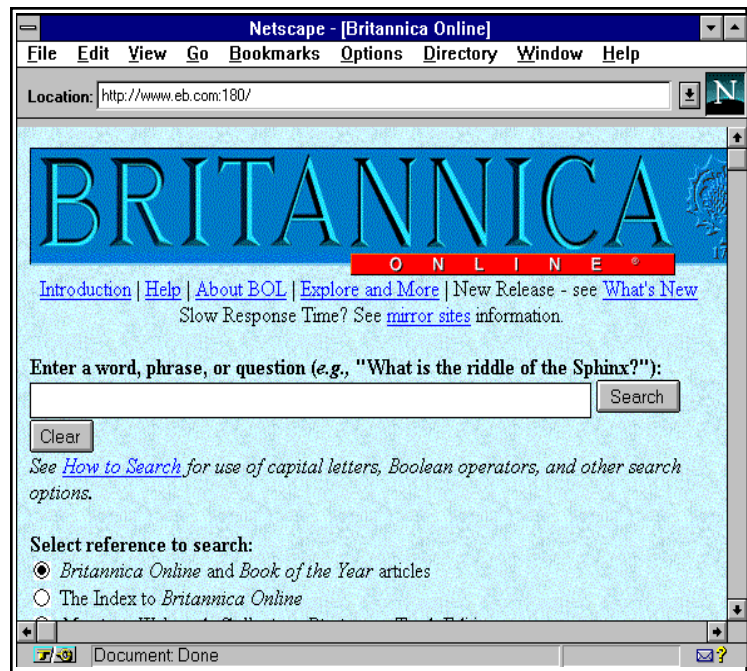 Netscape - [Britannica Online]
File Edit View Go Bookmarks Options Directory Window Help
Location: http://www.eb.com:180/
N
BRITANNICA
17
ONLINE®
Introduction | Help | About BOL | Explore and More | New Release - see What's New
Slow Response Time? See mirror sites information.
Enter a word, phrase, or question (e.g., "What is the riddle of the Sphinx?"):
Search
Clear
See How to Search for use of capital letters, Boolean operators, and other search
options.
Select reference to search:
Britannica Online and Book of the Year articles
The Index to Britannica Online
Document: Done
?